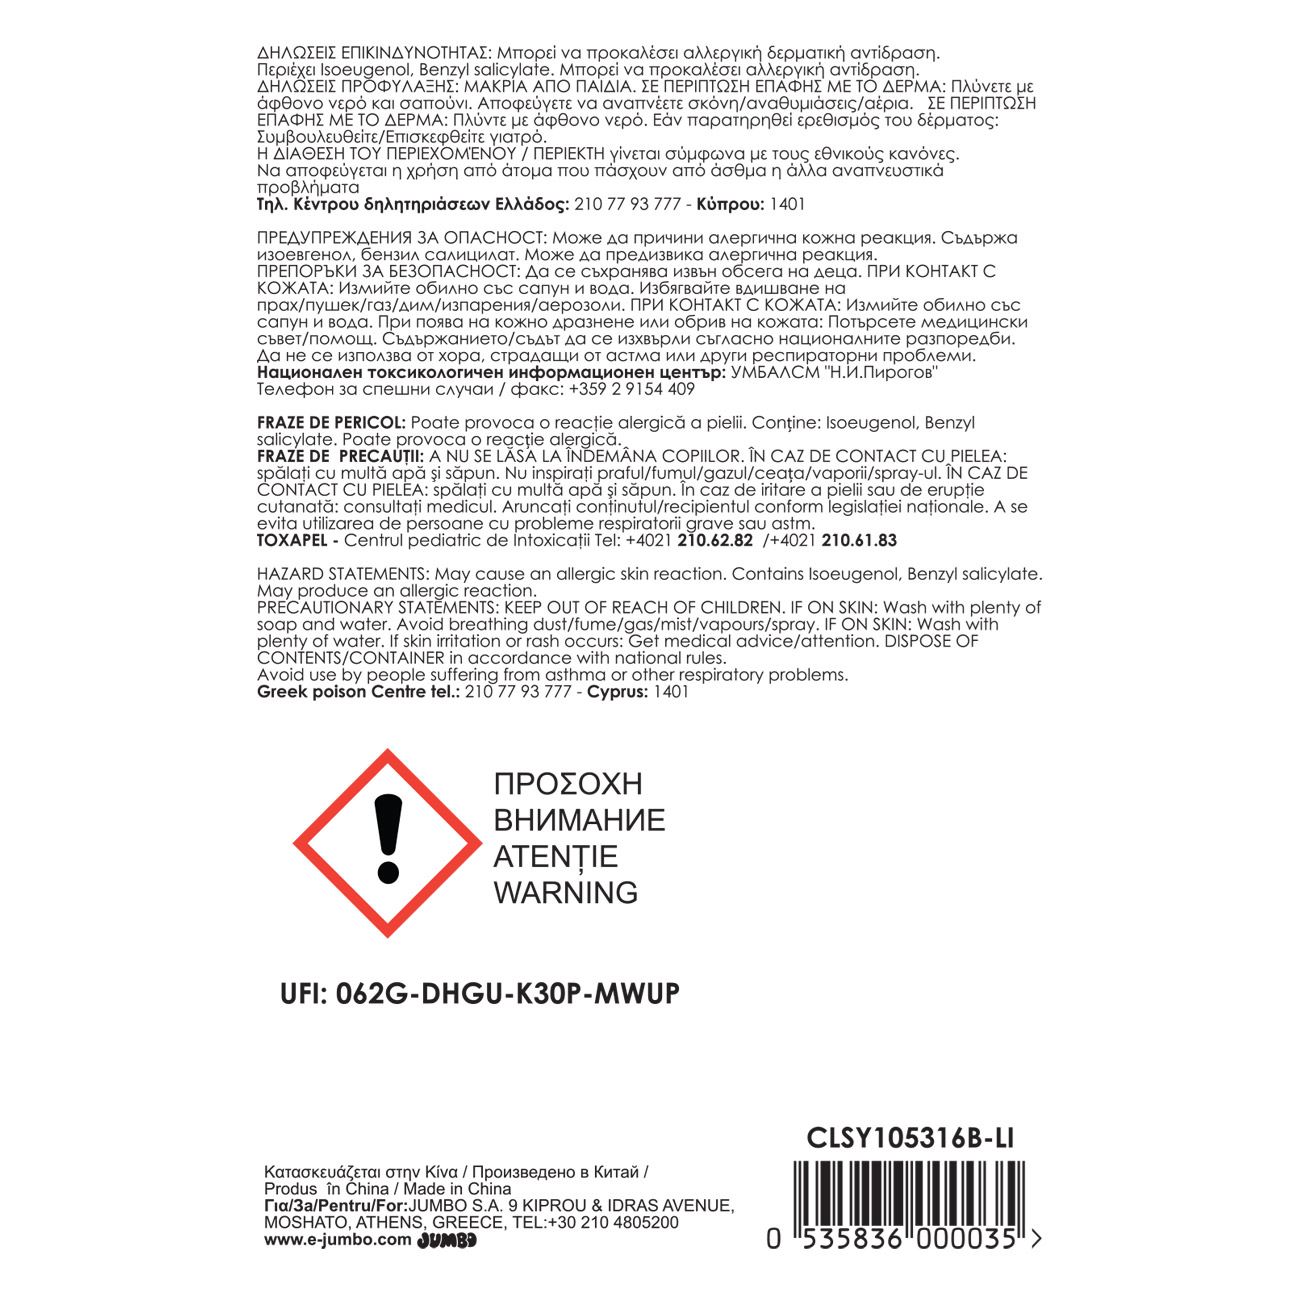 ΔΗΛΩΣΕΙΣ ΕΠΙΚΙΝΔΥΝΟΤΗΤΑΣ: Μπορεί να προκαλέσει αλλεργική δερματική αντίδραση.
Περιέχει Isoeugenol, Benzyl salicylate. Μπορεί να προκαλέσει αλλεργική αντίδραση.
ΔΗΛΩΣΕΙΣ ΠΡΟΦΥΛΑΞΗΣ: ΜΑΚΡΙΑ ΑΠΟ ΠΑΙΔΙΑ. ΣΕ ΠΕΡΙΠΤΩΣΗ ΕΠΑΦΗΣ ΜΕ ΤΟ ΔΕΡΜΑ: Πλύνετε με
άφθονο νερό και σαπούνι. Αποφεύγετε να αναπνέετε σκόνη/αναθυμιάσεις/αέρια. ΣΕ ΠΕΡΙΠΤΩΣΗ
ΕΠΑΦΗΣ ΜΕ ΤΟ ΔΕΡΜΑ: Πλύντε με άφθονο νερό. Εάν παρατηρηθεί ερεθισμός του δέρματος:
Συμβουλευθείτε/Επισκεφθείτε γιατρό.
Η ΔΙΑΘΕΣΗ ΤΟΥ ΠΕΡΙΕΧΟΜΈΝΟΥ / ΠΕΡΙΕΚΤΗ γίνεται σύμφωνα με τους εθνικούς κανόνες.
Να αποφεύγεται η χρήση από άτομα που πάσχουν από άσθμα η άλλα αναπνευστικά
προβλήματα
Τηλ. Κέντρου δηλητηριάσεων Ελλάδος: 210 77 93 777 - Κύπρου: 1401
ПРЕДУПРЕЖДЕНИЯ ЗА ОПАСНОСТ: Може да причини алергична кожна реакция. Съдържа
изоевгенол, бензил салицилат. Може да предизвика алергична реакция.
ПРЕПОРЪКИ ЗА БЕЗОПАСНОСТ: Да се съхранява извън обсега на деца. ПРИ КОНТАКТ С
КОЖАТА: Измийте обилно със сапун и вода. Избягвайте вдишване на
прах/пушек/газ/дим/изпарения/аерозоли. ПРИ КОНТАКТ С КОЖАТА: Измийте обилно със
сапун и вода. При поява на кожно дразнене или обрив на кожата: Потърсете медицински
съвет/помощ. Съдържанието/съдът да се изхвърли съгласно националните разпоредби.
Да не се използва от хора, страдащи от астма или други респираторни проблеми.
Национален токсикологичен информационен център: УМБАЛСМ "Н.И.Пирогов"
Телефон за спешни случаи / факс: +359 2 9154 409
FRAZE DE PERICOL: Poate provoca o reacție alergică a pielii. Conţine: Isoeugenol, Benzyl
salicylate. Poate provoca o reacţie alergică.
FRAZE DE PRECAUȚII: A NU SE LĂSA LA ÎNDEMÂNA COPIILOR. ÎN CAZ DE CONTACT CU PIELEA:
spălați cu multă apă şi săpun. Nu inspirați praful/fumul/gazul/ceața/vaporii/spray-ul. ÎN CAZ DE
CONTACT CU PIELEA: spălați cu multă apă şi săpun. În caz de iritare a pielii sau de erupție
cutanată: consultați medicul. Aruncați conținutul/recipientul conform legislației naționale. A se
evita utilizarea de persoane cu probleme respiratorii grave sau astm.
TOXAPEL - Centrul pediatric de Intoxicații Tel: +4021 210.62.82 /+4021 210.61.83
HAZARD STATEMENTS: May cause an allergic skin reaction. Contains Isoeugenol, Benzyl salicylate.
May produce an allergic reaction.
PRECAUTIONARY STATEMENTS: KEEP OUT OF REACH OF CHILDREN. IF ON SKIN: Wash with plenty of
soap and water. Avoid breathing dust/fume/gas/mist/vapours/spray. IF ON SKIN: Wash with
plenty of water. If skin irritation or rash occurs: Get medical advice/attention. DISPOSE OF
CONTENTS/CONTAINER in accordance with national rules.
Avoid use by people suffering from asthma or other respiratory problems.
Greek poison Centre tel.: 210 77 93 777 - Cyprus: 1401
ΠΡΟΣΟΧΗ
ВНИМАНИЕ
ATENȚIE
WARNING
UFI: 062G-DHGU-K30P-MWUP
CLSY105316B-LI
Κατασκευάζεται στην Κίνα / Произведено в Китай /
Produs în China / Made in China
Για/За/Pentru/For:JUMBO S.A. 9 KIPROU & IDRAS AVENUE,
MOSHATO, ATHENS, GREECE, TEL:+30 210 4805200
www.e-jumbo.com JUMBO
0 535836 000035 >